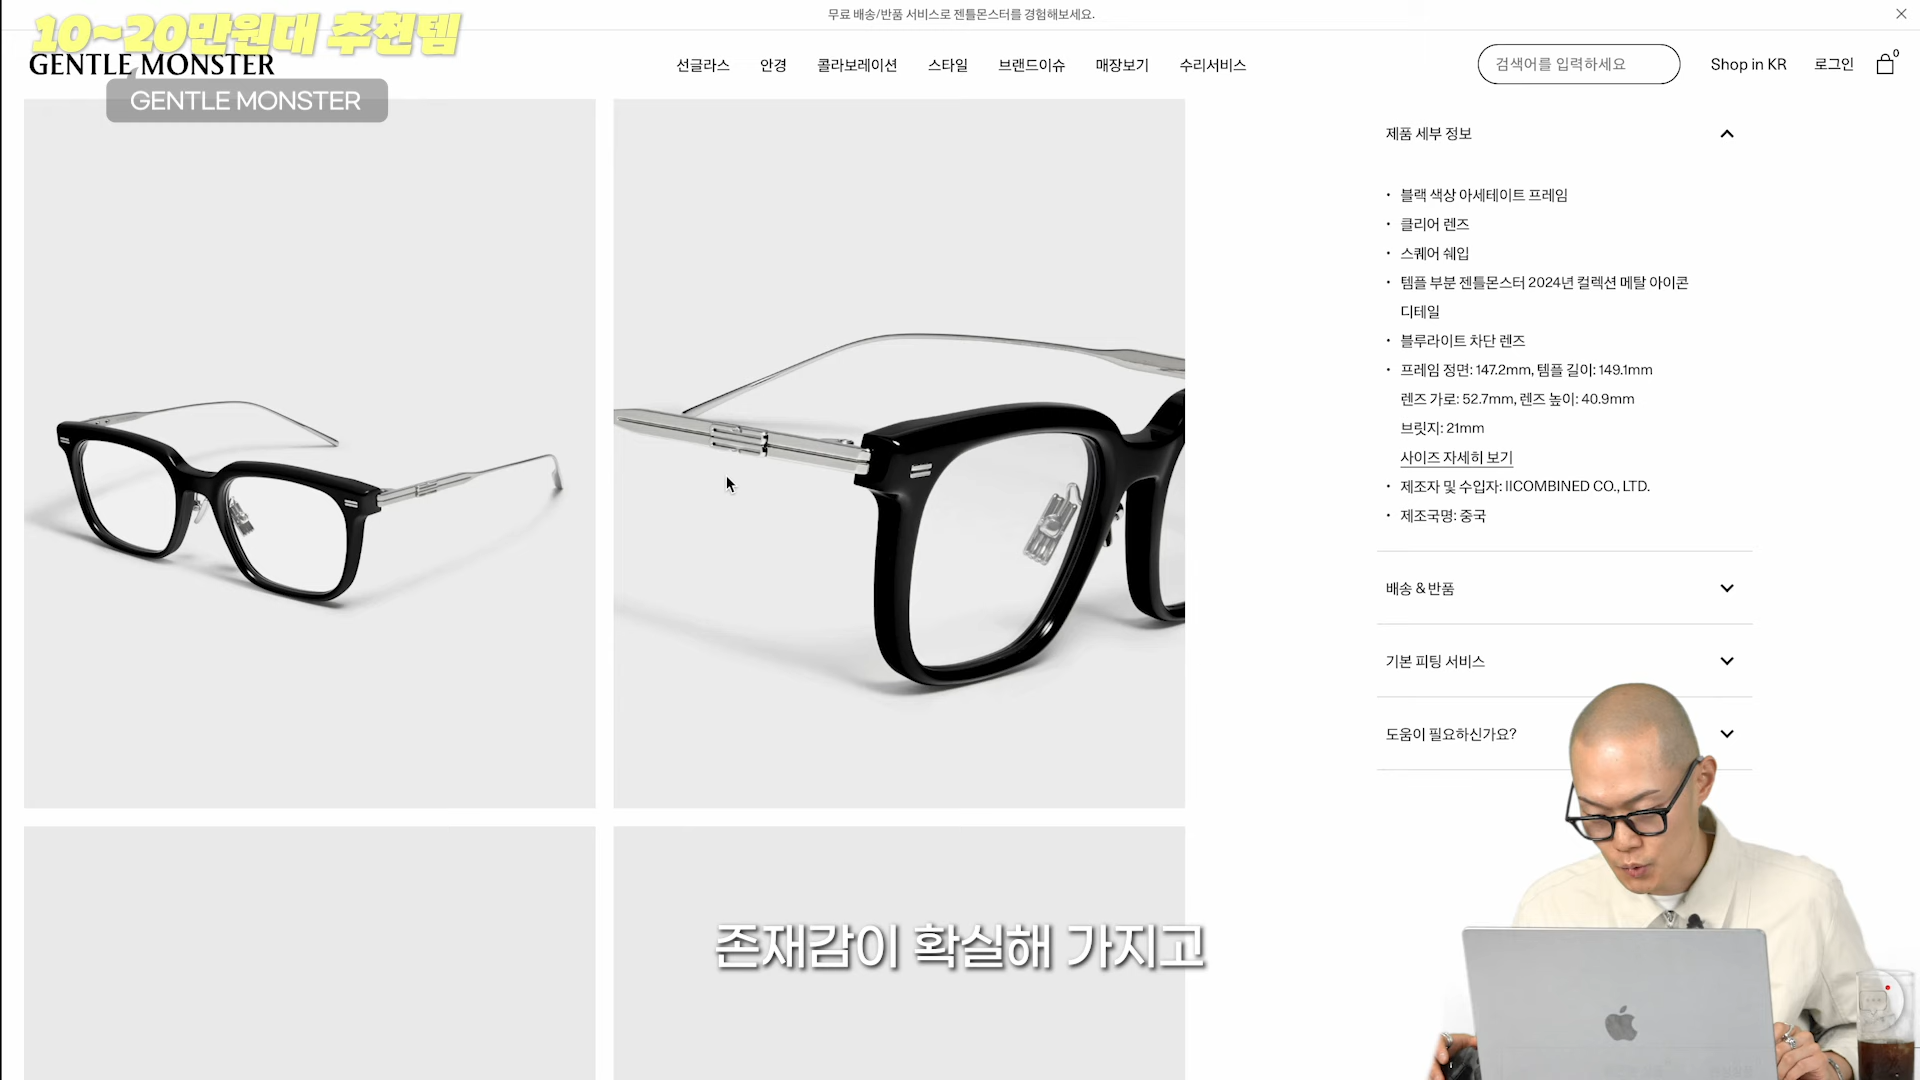 무료 배송/반품 서비스로 젠틀몬스터를 경험해보세요.
10~20만원대 추천템
GENTLE MONSTER
GENTLE MONSTER
선글라스 안경 콜라보레이션 스타일 브랜드이슈 매장보기 수리서비스
검색어를 입력하세요
Shop in KR 로그인 0
제품 세부 정보
• 블랙 색상 아세테이트 프레임
• 클리어 렌즈
• 스퀘어 쉐입
• 템플 부분 젠틀몬스터 2024년 컬렉션 메탈 아이콘
디테일
• 블루라이트 차단 렌즈
• 프레임 정면: 147.2mm, 템플 길이: 149.1mm
렌즈 가로: 52.7mm, 렌즈 높이: 40.9mm
브릿지: 21mm
사이즈 자세히 보기
• 제조자 및 수입자: IICOMBINED CO., LTD.
• 제조국명: 중국
배송 & 반품
기본 피팅 서비스
도움이 필요하신가요?
존재감이 확실해 가지고